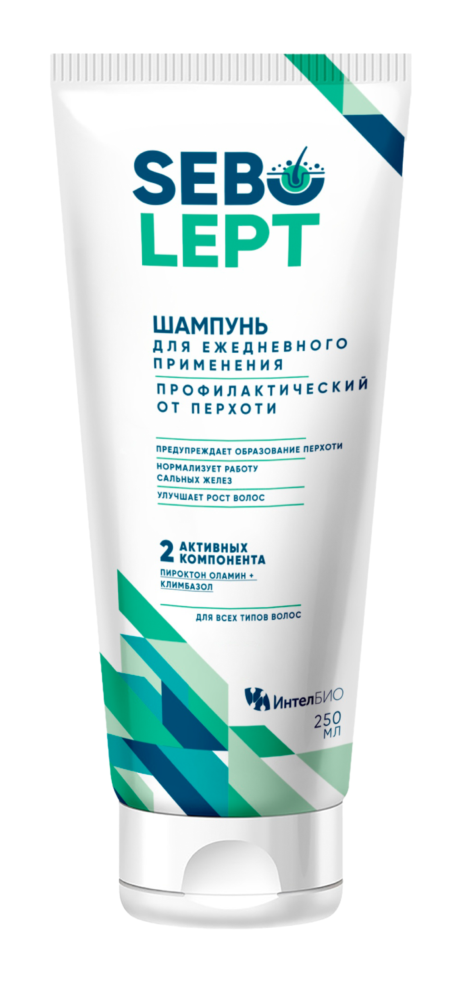 SEBO
LEPT
ШАМПУНЬ
ДЛЯ ЕЖЕДНЕВНОГО
ПРИМЕНЕНИЯ
ПРОФИЛАКТИЧЕСКИЙ
ОТ ПЕРХОТИ
ПРЕДУПРЕЖДАЕТ ОБРАЗОВАНИЕ ПЕРХОТИ
НОРМАЛИЗУЕТ РАБОТУ
САЛЬНЫХ ЖЕЛЕЗ
УЛУЧШАЕТ РОСТ ВОЛОС
2 АКТИВНЫХ
КОМПОНЕНТА
ПИРОКТОН ОЛАМИН +
КЛИМБАЗОЛ
ДЛЯ ВСЕХ ТИПОВ ВОЛОС
ИнтелБИО
250
МЛ